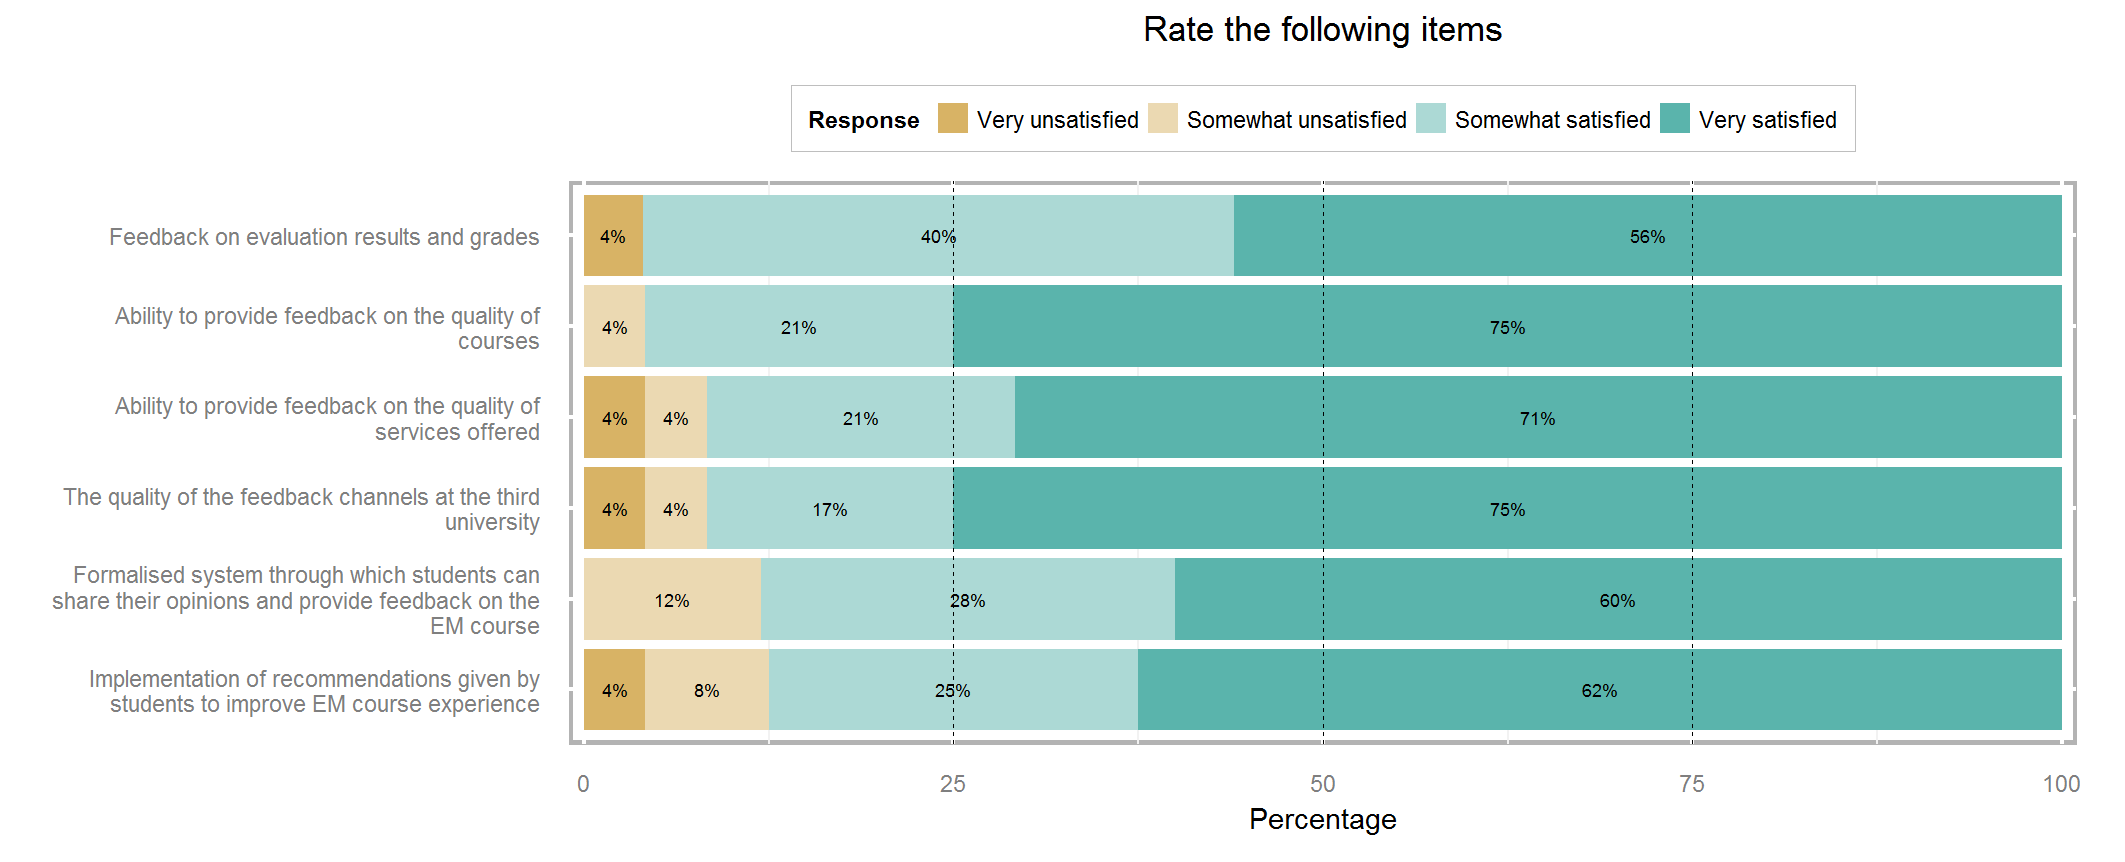 Rate the following items
Response Very unsatisfied Somewhat unsatisfied Somewhat satisfied Very satisfied
Feedback on evaluation results and grades
4% 40% 56%
Ability to provide feedback on the quality of
courses
4% 21% 75%
Ability to provide feedback on the quality of
services offered
4% 4% 21% 71%
The quality of the feedback channels at the third
university
4% 4% 17% 75%
Formalised system through which students can
share their opinions and provide feedback on the
EM course
12% 28% 60%
Implementation of recommendations given by
students to improve EM course experience
4% 8% 25% 62%
0 25 50 75 100
Percentage